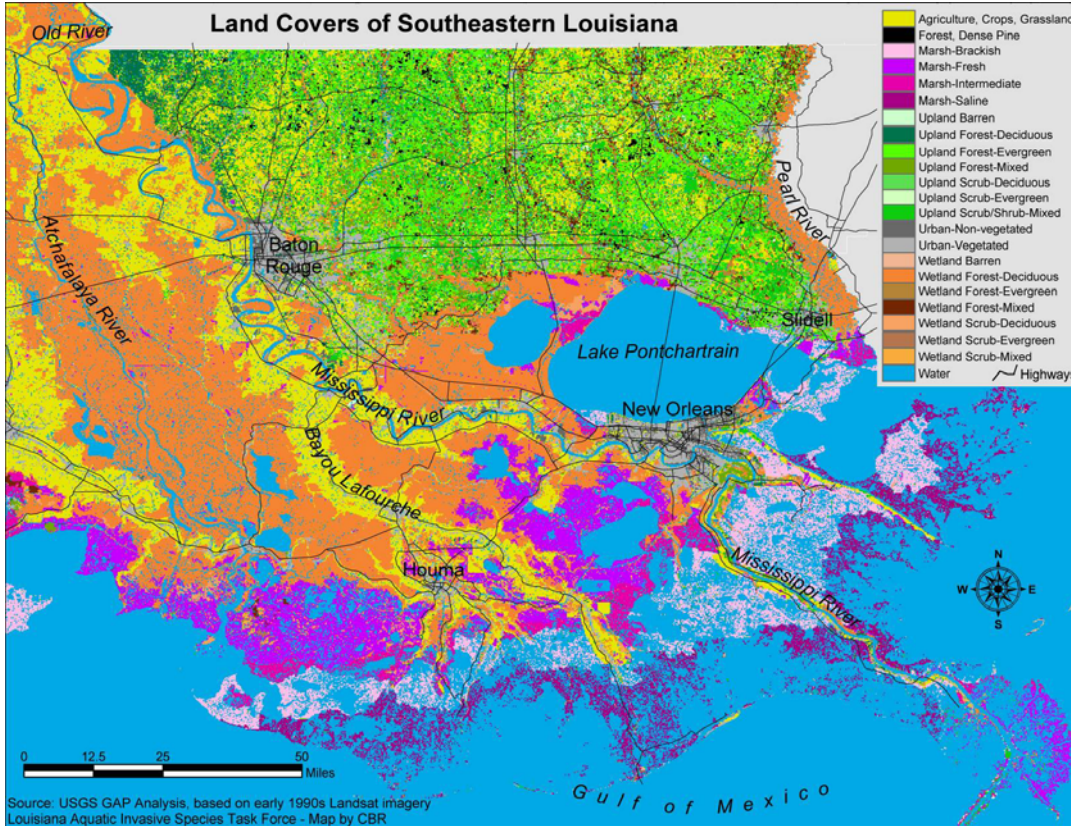 Land Covers of Southeastern Louisiana
Old River
Agriculture, Crops, Grassland
Forest, Dense Pine
Marsh-Brackish
Marsh-Fresh
Marsh-Intermediate
Marsh-Saline
Upland Barren
Upland Forest-Deciduous
Upland Forest-Evergreen
Upland Forest-Mixed
Upland Scrub-Deciduous
Upland Scrub-Evergreen
Upland Scrub/Shrub-Mixed
Urban-Non-vegetated
Urban-Vegetated
Wetland Barren
Wetland Forest-Deciduous
Wetland Forest-Evergreen
Wetland Forest-Mixed
Wetland Scrub-Deciduous
Wetland Scrub-Evergreen
Wetland Scrub-Mixed
Water
Highways
Pearl River
Atchafalaya River
Baton
Rouge
Slidell
Lake Pontchartrain
Mississippi River
New Orleans
Bayou Lafourche
Houma
Mississippi River
N
W
E
S
0
12.5
25
50
Miles
Gulf of Mexico
Source: USGS GAP Analysis, based on early 1990s Landsat imagery
Louisiana Aquatic Invasive Species Task Force - Map by CBR